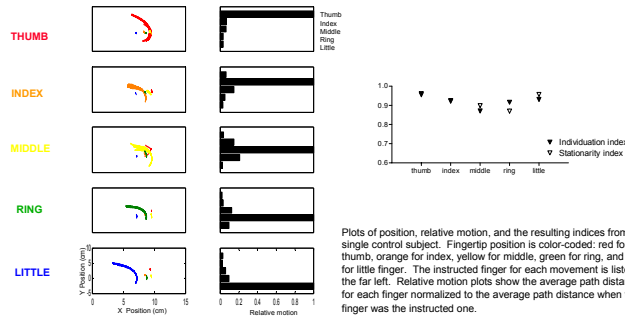 THUMB
Thumb
Index
Middle
Ring
Little
INDEX
MIDDLE
RING
LITTLE
Y Position (cm)
10
5
0
-5
0
5
10
15
X Position (cm)
0
0.2
0.4
0.6
0.8
1
Relative motion
1.0
0.9
0.8
0.7
0.6
thumb
index
middle
ring
little
Individuation index
Stationarity index
Plots of position, relative motion, and the resulting indices from
single control subject. Fingertip position is color-coded: red fo
thumb, orange for index, yellow for middle, green for ring, and
for little finger. The instructed finger for each movement is liste
the far left. Relative motion plots show the average path distan
for each finger normalized to the average path distance when
finger was the instructed one.